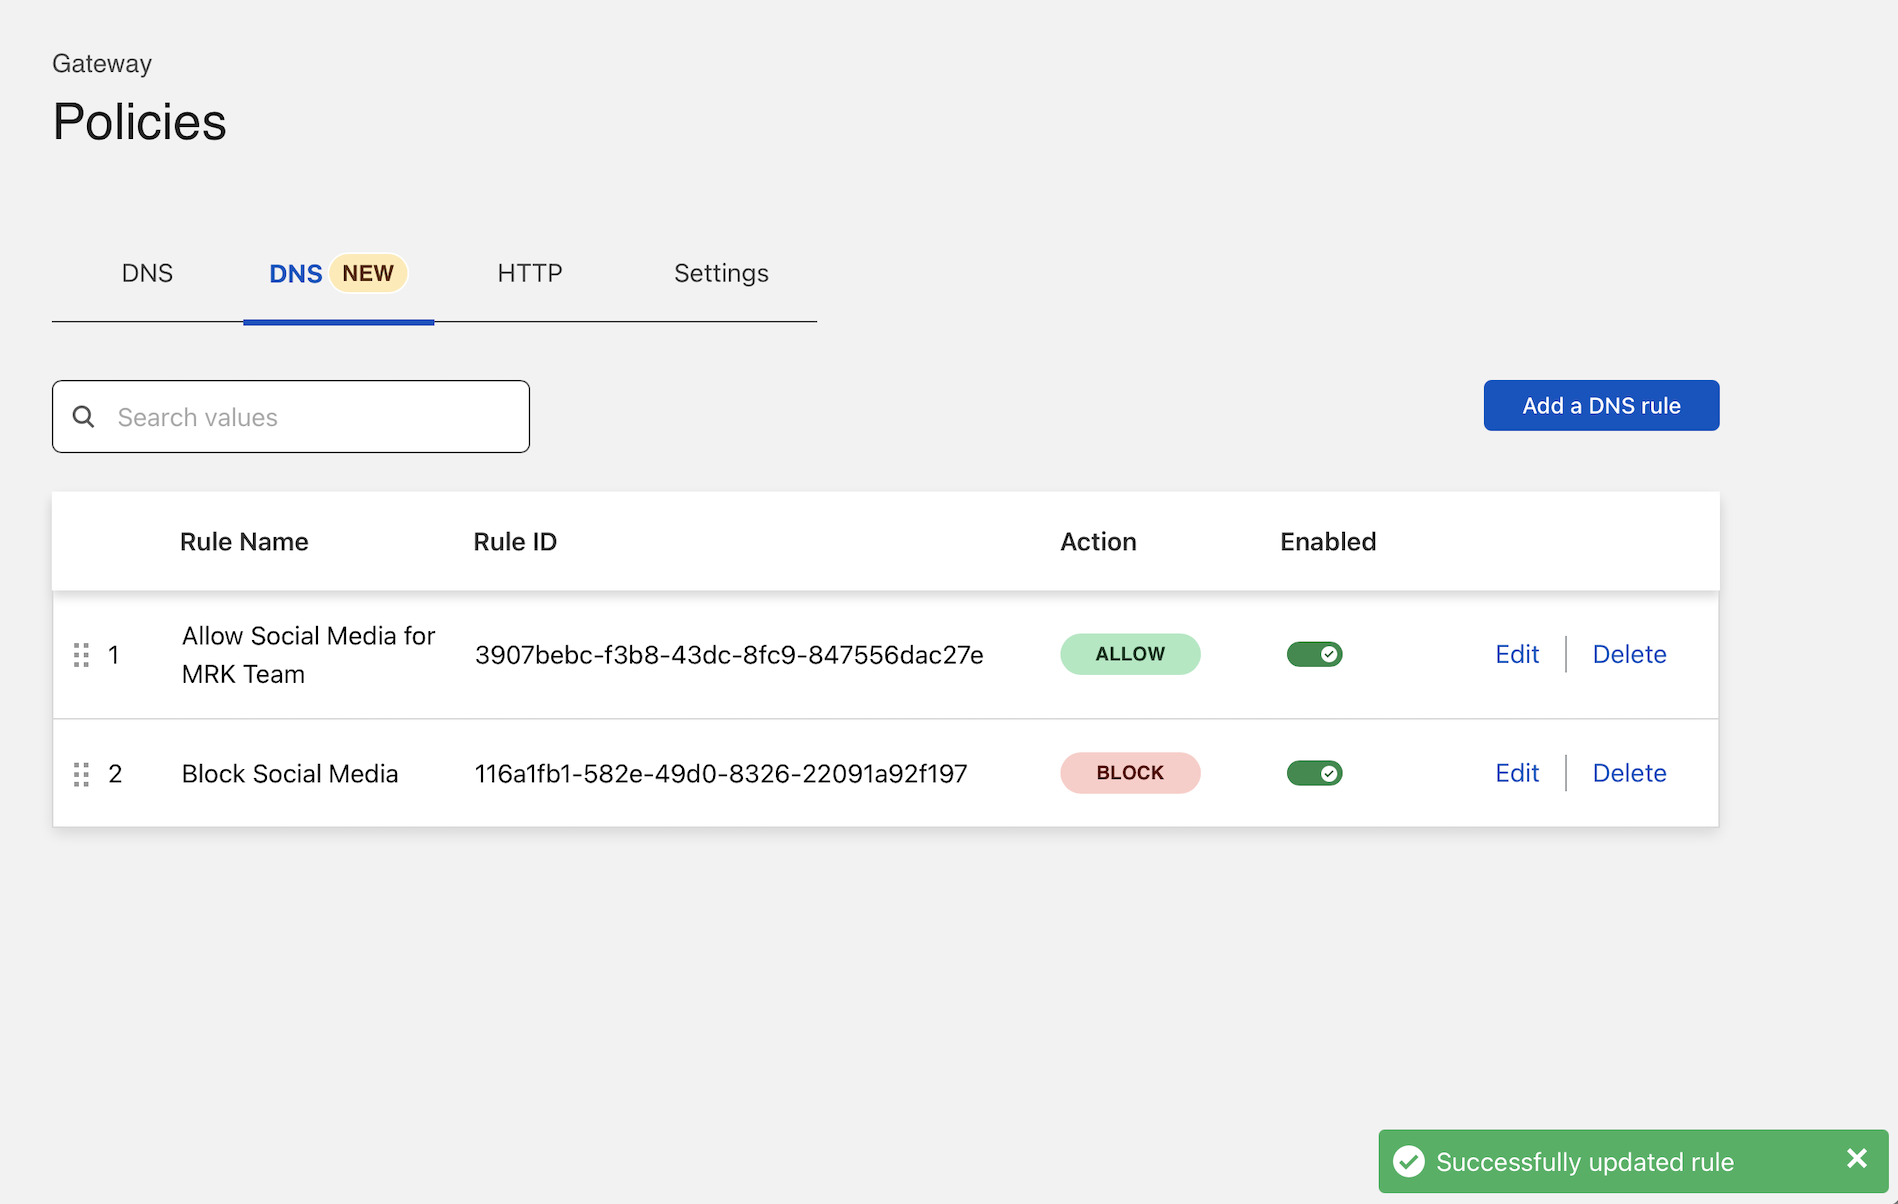 Gateway
Policies
DNS DNS NEW HTTP Settings
Search values
Add a DNS rule
Rule Name Rule ID Action Enabled
1 Allow Social Media for MRK Team 3907bebc-f3b8-43dc-8fc9-847556dac27e ALLOW Edit Delete
2 Block Social Media 116a1fb1-582e-49d0-8326-22091a92f197 BLOCK Edit Delete
Successfully updated rule